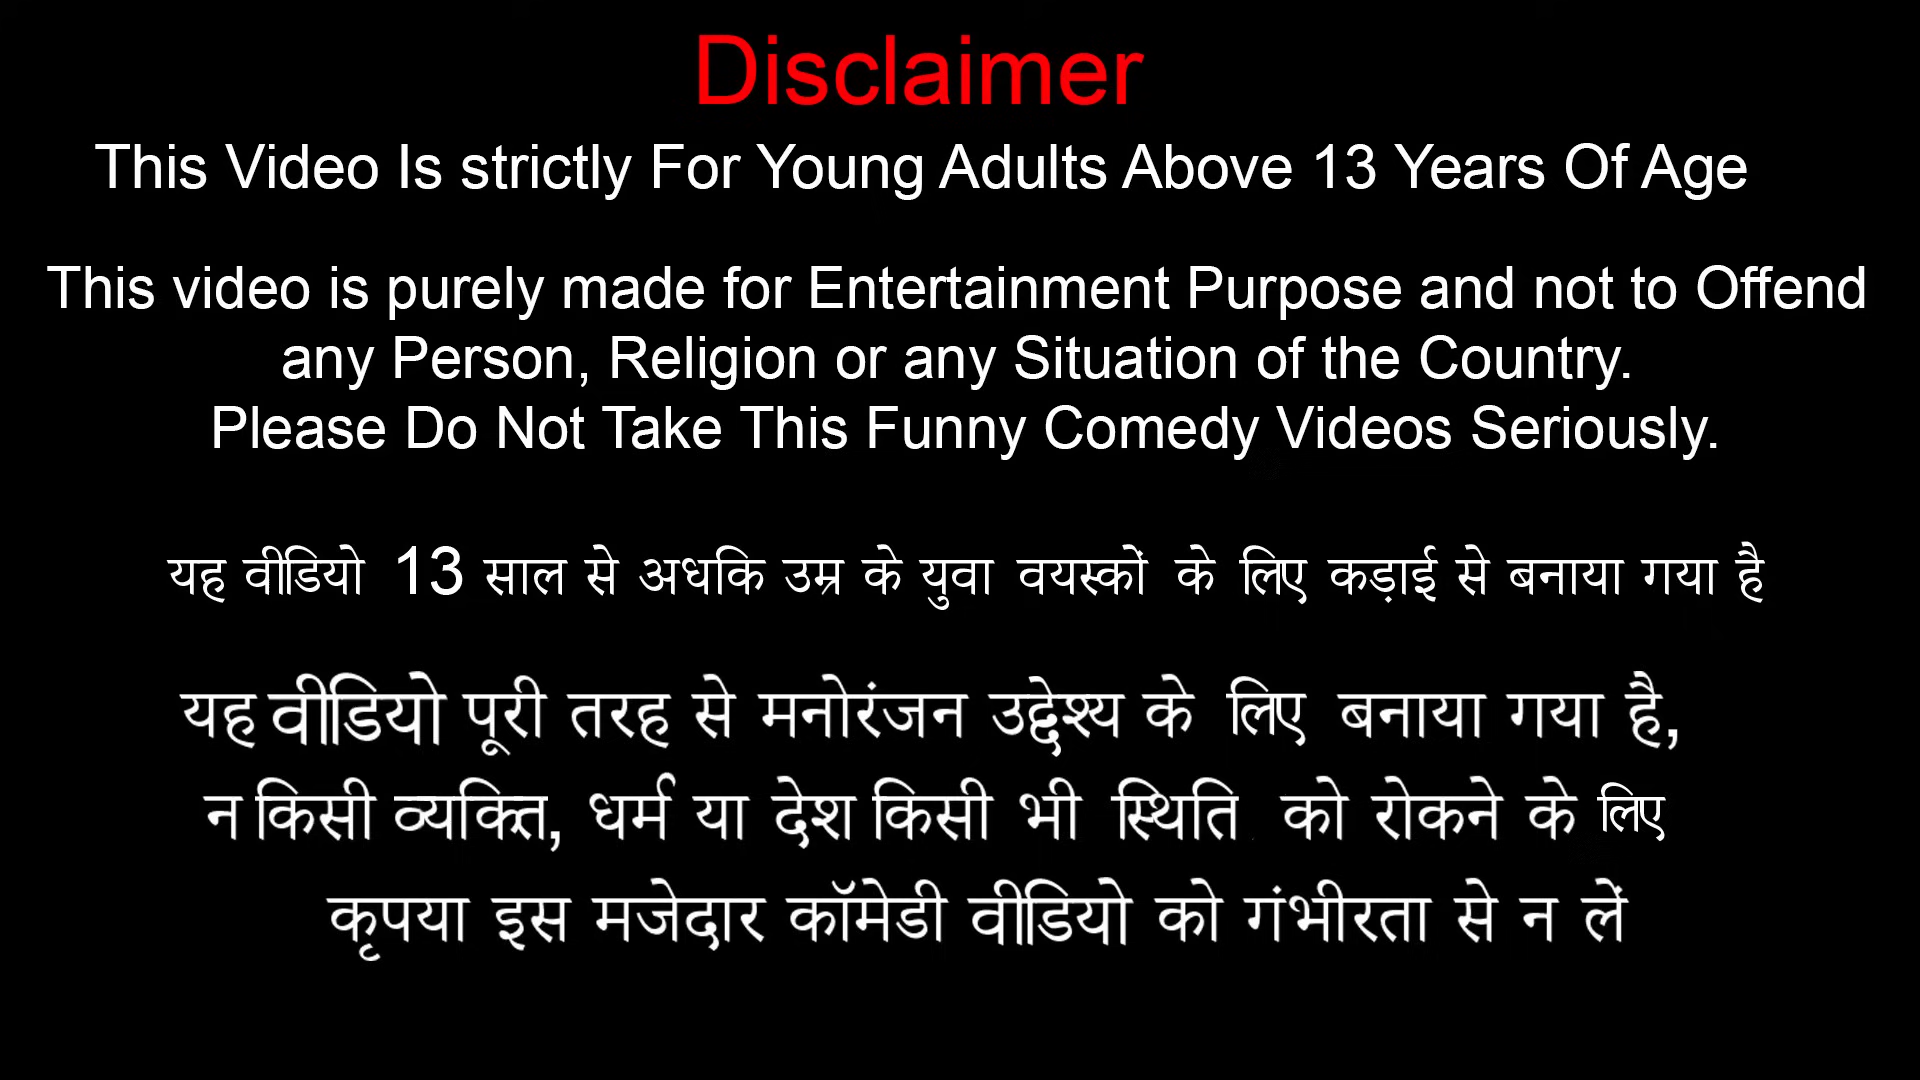 Disclaimer
This Video Is strictly For Young Adults Above 13 Years Of Age
This video is purely made for Entertainment Purpose and not to Offend
any Person, Religion or any Situation of the Country.
Please Do Not Take This Funny Comedy Videos Seriously.
यह वीडियो 13 साल से अधकि उम्र के युवा वयस्कों के लिए कड़ाई से बनाया गया है
यह वीडियो पूरी तरह से मनोरंजन उद्देश्य के लिए बनाया गया है,
न किसी व्यक्ति, धर्म या देश किसी भी स्थिति को रोकने के लिए
कृपया इस मजेदार कॉमेडी वीडियो को गंभीरता से न लें